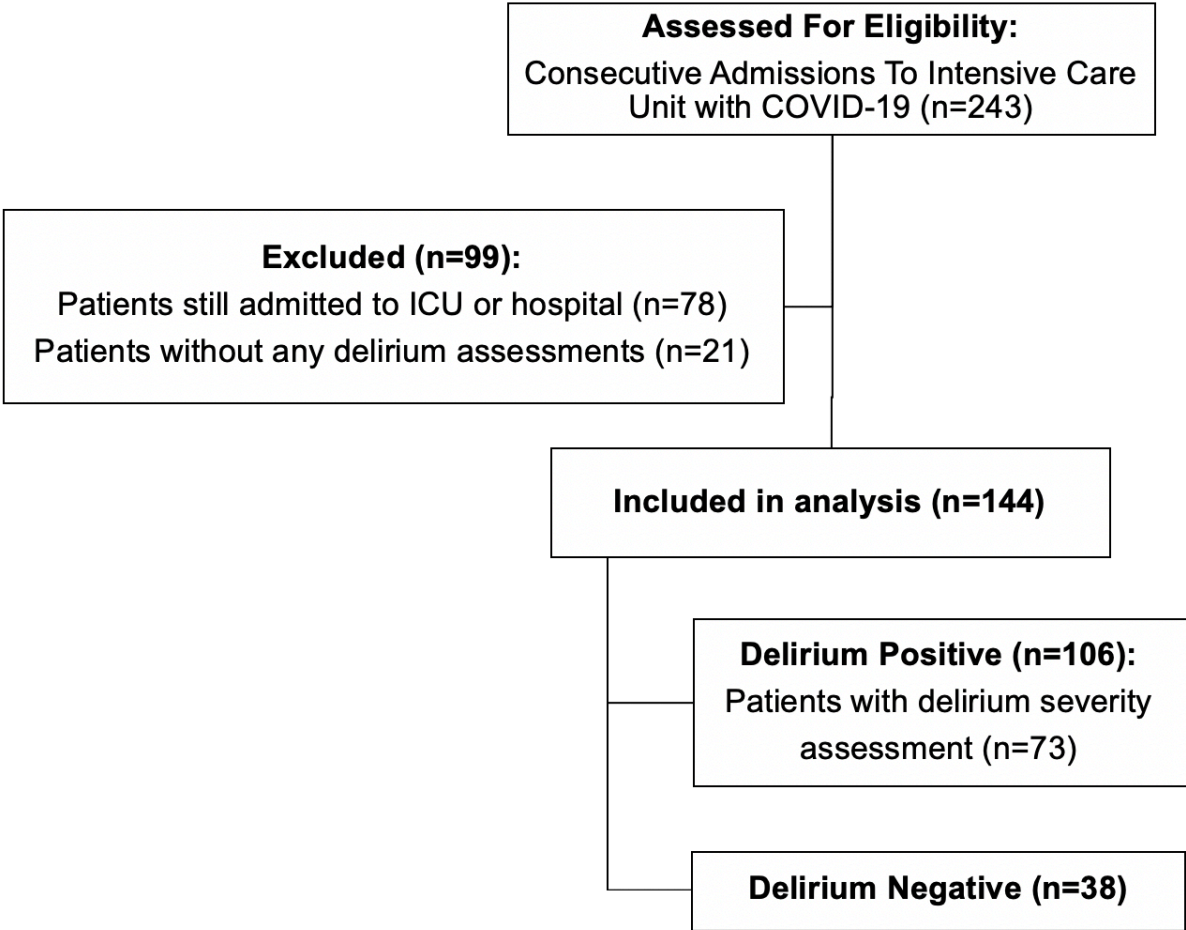 Assessed For Eligibility:
Consecutive Admissions To Intensive Care
Unit with COVID-19 (n=243)
Excluded (n=99):
Patients still admitted to ICU or hospital (n=78)
Patients without any delirium assessments (n=21)
Included in analysis (n=144)
Delirium Positive (n=106):
Patients with delirium severity
assessment (n=73)
Delirium Negative (n=38)